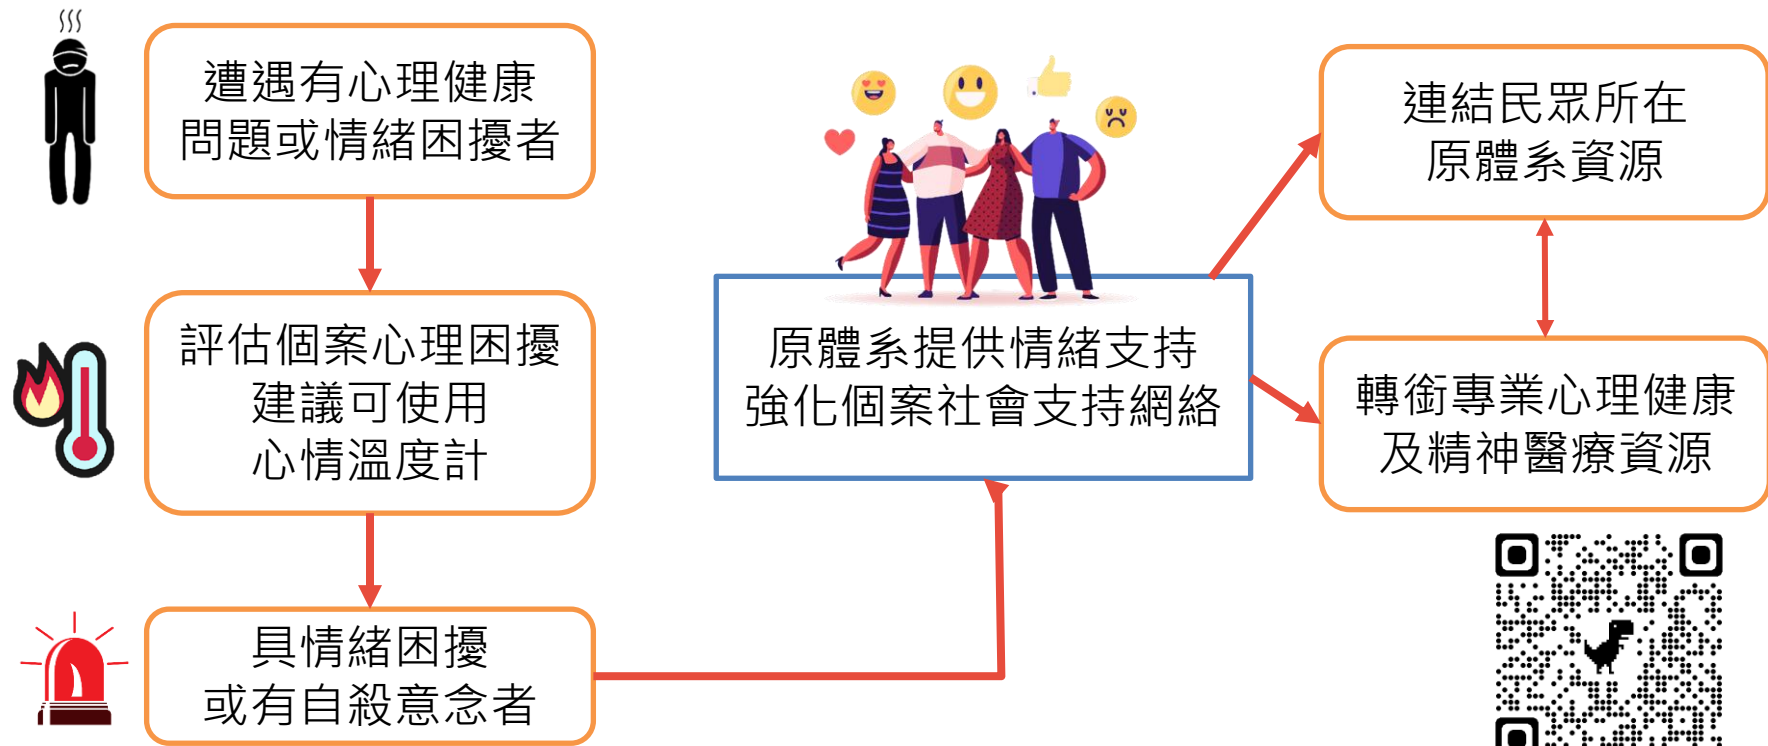 遭遇有心理健康
問題或情緒困擾者
評估個案心理困擾
建議可使用
心情溫度計
具情緒困擾
或有自殺意念者
原體系提供情緒支持
強化個案社會支持網絡
連結民眾所在
原體系資源
轉銜專業心理健康
及精神醫療資源